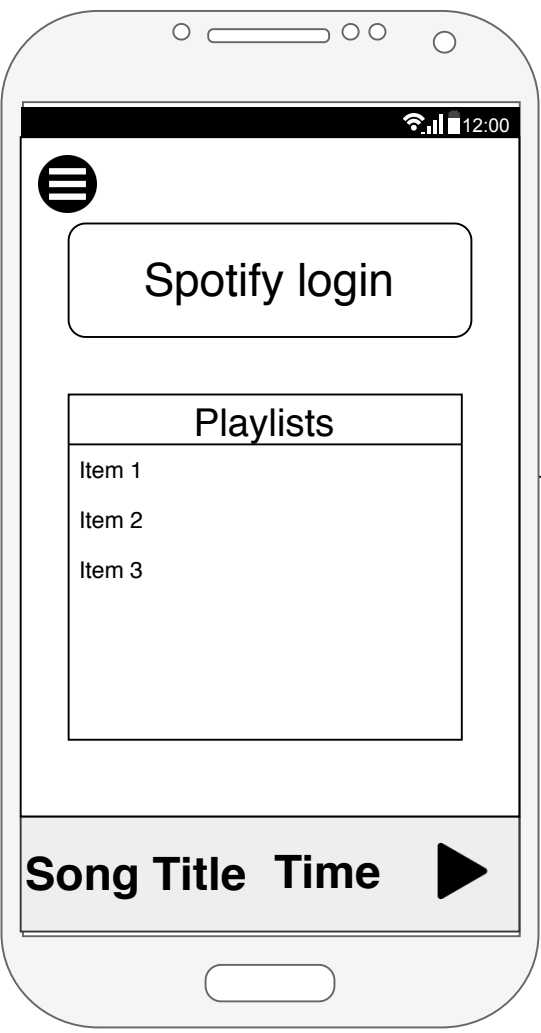 12:00
Spotify login
Playlists
Item 1
Item 2
Item 3
Song Title Time